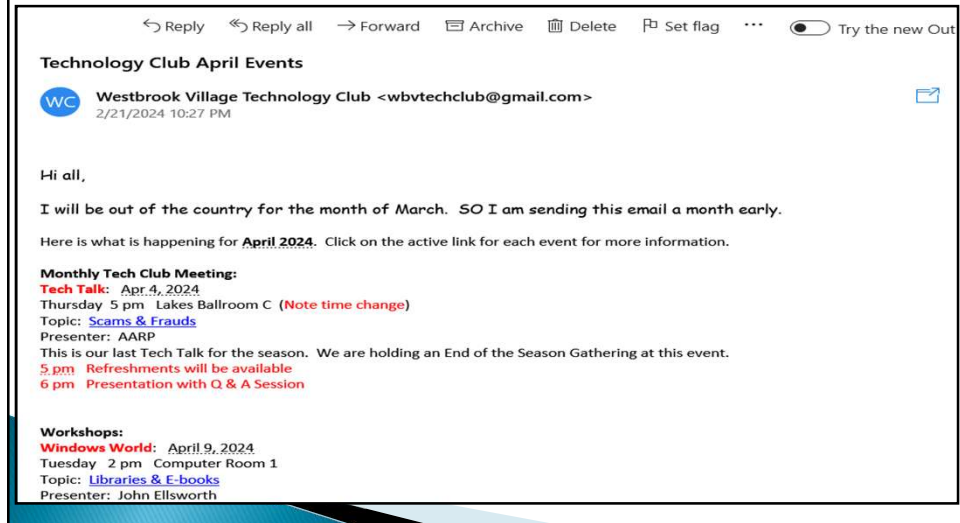 Reply Reply all Forward Archive Delete Set flag ... Try the new Out
Technology Club April Events
WC Westbrook Village Technology Club <wbvtechclub@gmail.com>
2/21/2024 10:27 PM
Hi all,
I will be out of the country for the month of March. SO I am sending this email a month early.
Here is what is happening for April 2024. Click on the active link for each event for more information.
Monthly Tech Club Meeting:
Tech Talk: Apr 4, 2024
Thursday 5 pm Lakes Ballroom C (Note time change)
Topic: Scams & Frauds
Presenter: AARP
This is our last Tech Talk for the season. We are holding an End of the Season Gathering at this event.
5 pm Refreshments will be available
6 pm Presentation with Q & A Session
Workshops:
Windows World: April 9, 2024
Tuesday 2 pm Computer Room 1
Topic: Libraries & E-books
Presenter: John Ellsworth